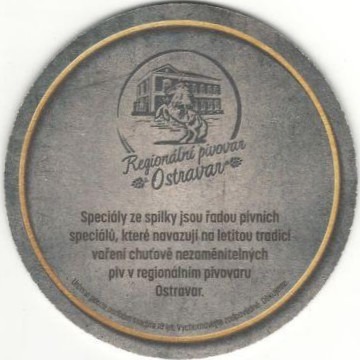 Regionální pivovar
Ostravar
Speciály ze spilky jsou řadou pivních
speciálů, které navazují na letitou tradici
vaření chuťově nezaměnitelných
piv v regionálním pivovaru
Ostravar.